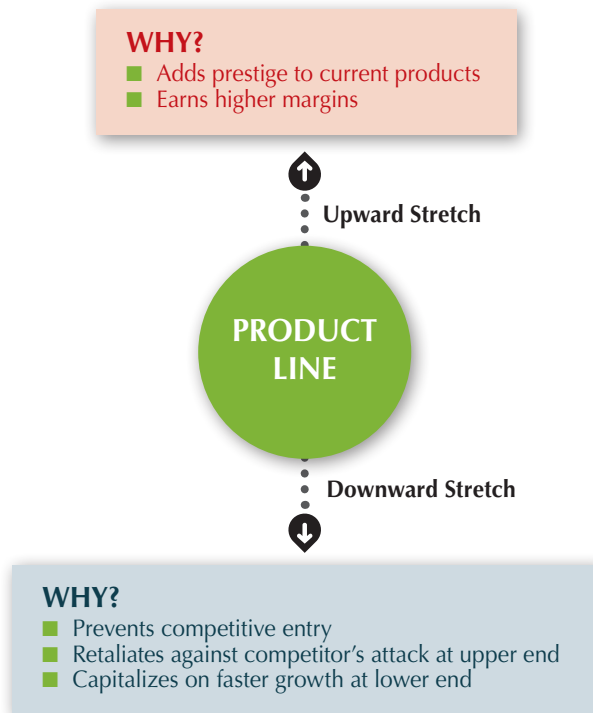 WHY?
Adds prestige to current products
Earns higher margins
Upward Stretch
PRODUCT
LINE
Downward Stretch
WHY?
Prevents competitive entry
Retaliates against competitor’s attack at upper end
Capitalizes on faster growth at lower end